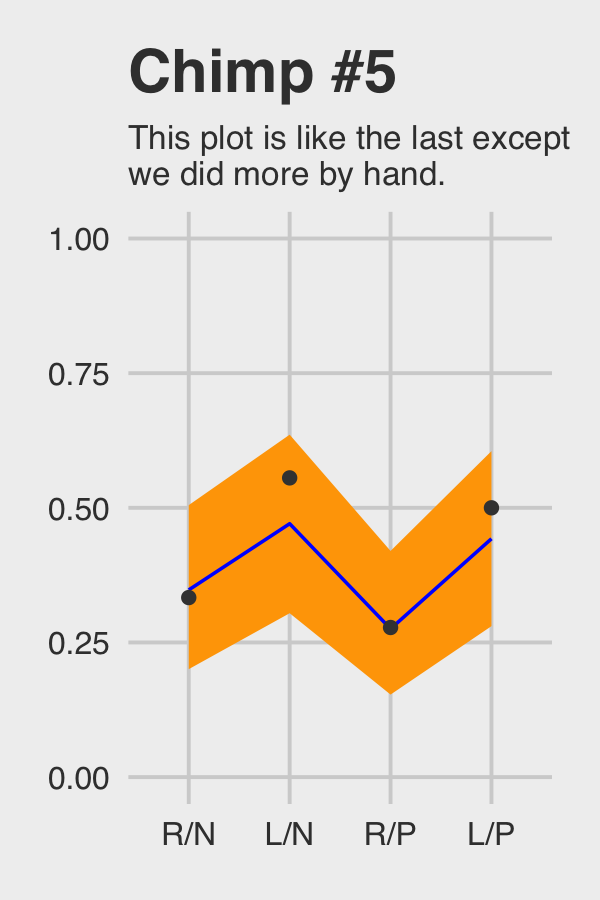 Chimp #5
This plot is like the last except
we did more by hand.
1.00
0.75
0.50
0.25
0.00
R/N L/N R/P L/P